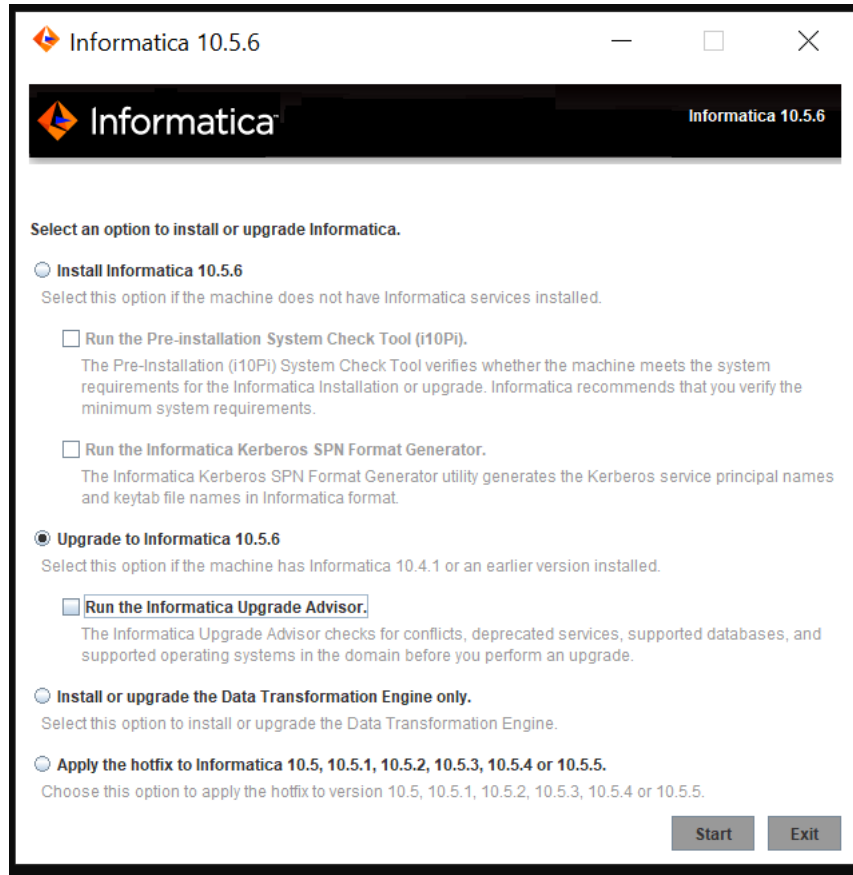 Informatica 10.5.6
Informatica
Informatica 10.5.6
Select an option to install or upgrade Informatica.
Install Informatica 10.5.6
Select this option if the machine does not have Informatica services installed.
Run the Pre-installation System Check Tool (i10Pi).
The Pre-Installation (i10Pi) System Check Tool verifies whether the machine meets the system
requirements for the Informatica Installation or upgrade. Informatica recommends that you verify the
minimum system requirements.
Run the Informatica Kerberos SPN Format Generator.
The Informatica Kerberos SPN Format Generator utility generates the Kerberos service principal names
and keytab file names in Informatica format.
Upgrade to Informatica 10.5.6
Select this option if the machine has Informatica 10.4.1 or an earlier version installed.
Run the Informatica Upgrade Advisor.
The Informatica Upgrade Advisor checks for conflicts, deprecated services, supported databases, and
supported operating systems in the domain before you perform an upgrade.
Install or upgrade the Data Transformation Engine only.
Select this option to install or upgrade the Data Transformation Engine.
Apply the hotfix to Informatica 10.5, 10.5.1, 10.5.2, 10.5.3, 10.5.4 or 10.5.5.
Choose this option to apply the hotfix to version 10.5, 10.5.1, 10.5.2, 10.5.3, 10.5.4 or 10.5.5.
Start Exit